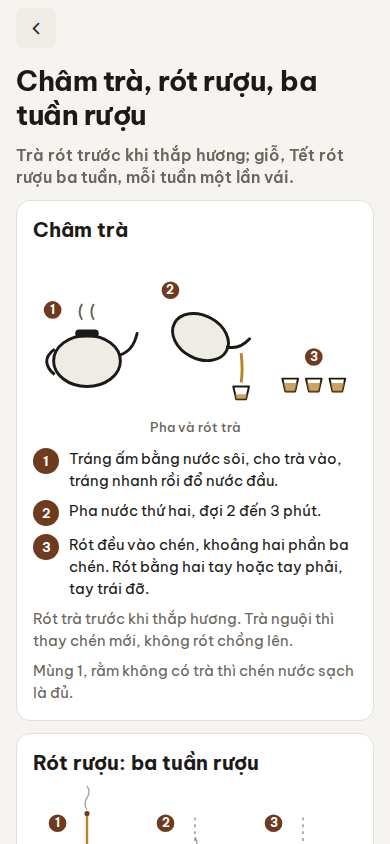 Châm trà, rót rượu, ba
tuần rượu
Trà rót trước khi thắp hương; giỗ, Tết rót
rượu ba tuần, mỗi tuần một lần vái.
Châm trà
1
2
3
Pha và rót trà
1 Tráng ấm bằng nước sôi, cho trà vào,
tráng nhanh rồi đổ nước đầu.
2 Pha nước thứ hai, đợi 2 đến 3 phút.
3 Rót đều vào chén, khoảng hai phần ba
chén. Rót bằng hai tay hoặc tay phải,
tay trái đỡ.
Rót trà trước khi thắp hương. Trà nguội thì
thay chén mới, không rót chồng lên.
Mùng 1, rằm không có trà thì chén nước sạch
là đủ.
Rót rượu: ba tuần rượu
1 2 3